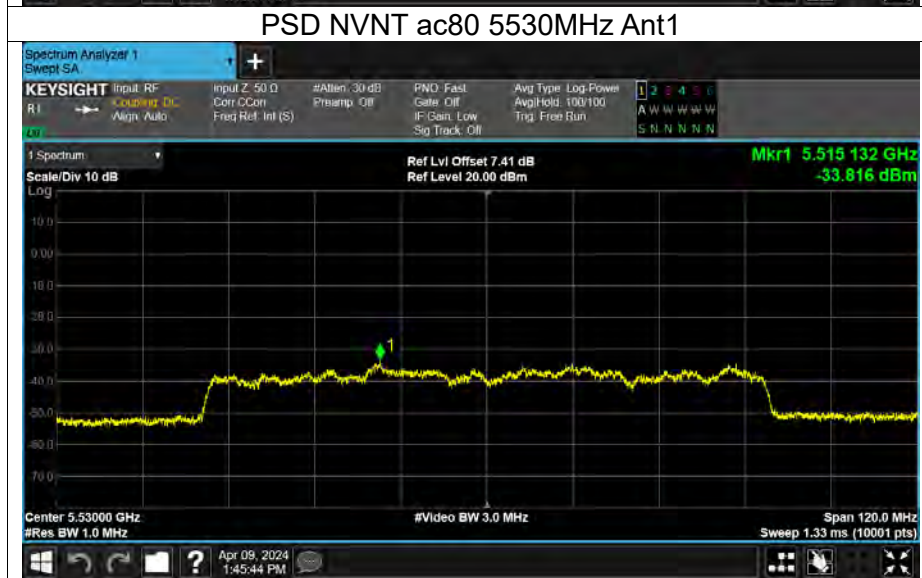 PSD NVNT ac80 5530MHz Ant1
Spectrum Analyzer 1
Swept SA
+
KEYSIGHT
Input: RF
Coupling: DC
Align: Auto
Input Z: 50 Ω
Corr CCorr
Freq Ref: Int (S)
#Atten: 30 dB
Preamp: Off
PNO: Fast
Gate: Off
IF Gain: Low
Sig Track: Off
Avg Type: Log-Power
Avg|Hold: 100/100
Trig: Free Run
1 2 3 4 5 6
A W W W W W
S N N N N N
1 Spectrum
Scale/Div 10 dB
Log
Ref Lvl Offset 7.41 dB
Ref Level 20.00 dBm
Mkr1 5.515 132 GHz
-33.816 dBm
10.0
0.00
-10.0
-20.0
-30.0
1
-40.0
-50.0
-60.0
-70.0
Center 5.53000 GHz
#Res BW 1.0 MHz
#Video BW 3.0 MHz
Span 120.0 MHz
Sweep 1.33 ms (10001 pts)
?
Apr 09, 2024
1:45:44 PM